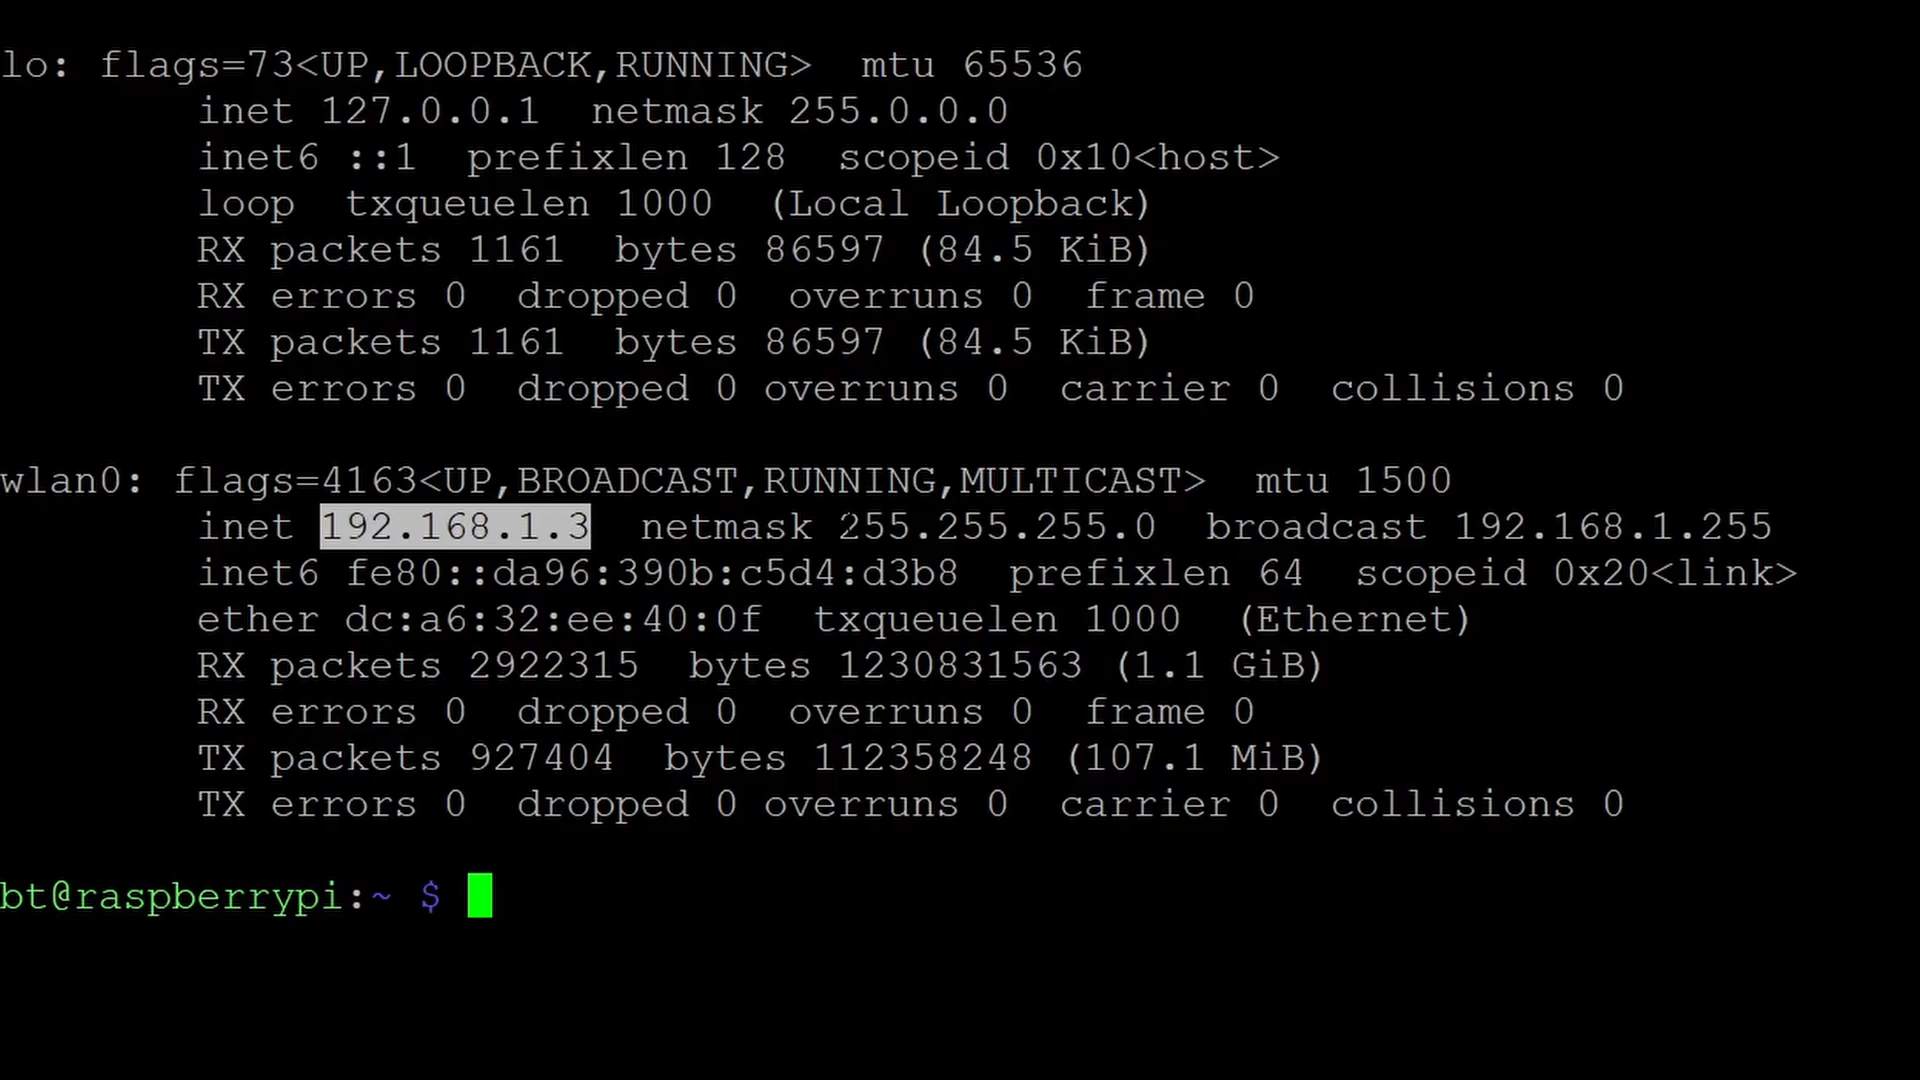 lo: flags=73<UP,LOOPBACK,RUNNING>  mtu 65536
        inet 127.0.0.1  netmask 255.0.0.0
        inet6 ::1  prefixlen 128  scopeid 0x10<host>
        loop  txqueuelen 1000  (Local Loopback)
        RX packets 1161  bytes 86597 (84.5 KiB)
        RX errors 0  dropped 0  overruns 0  frame 0
        TX packets 1161  bytes 86597 (84.5 KiB)
        TX errors 0  dropped 0 overruns 0  carrier 0  collisions 0
wlan0: flags=4163<UP,BROADCAST,RUNNING,MULTICAST>  mtu 1500
        inet 192.168.1.3  netmask 255.255.255.0  broadcast 192.168.1.255
        inet6 fe80::da96:390b:c5d4:d3b8  prefixlen 64  scopeid 0x20<link>
        ether dc:a6:32:ee:40:0f  txqueuelen 1000  (Ethernet)
        RX packets 2922315  bytes 1230831563 (1.1 GiB)
        RX errors 0  dropped 0  overruns 0  frame 0
        TX packets 927404  bytes 112358248 (107.1 MiB)
        TX errors 0  dropped 0 overruns 0  carrier 0  collisions 0
bt@raspberrypi:~ $